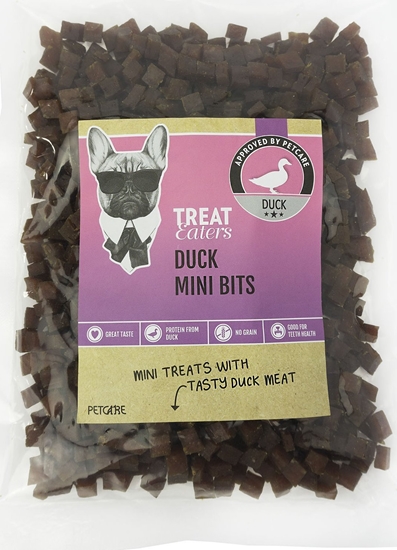 APPROVED BY PETCARE
DUCK
TREAT
Eaters
DUCK
MINI BITS
GREAT TASTE
PROTEIN FROM
DUCK
NO GRAIN
GOOD FOR
TEETH HEALTH
MINI TREATS WITH
TASTY DUCK MEAT
PETCARE